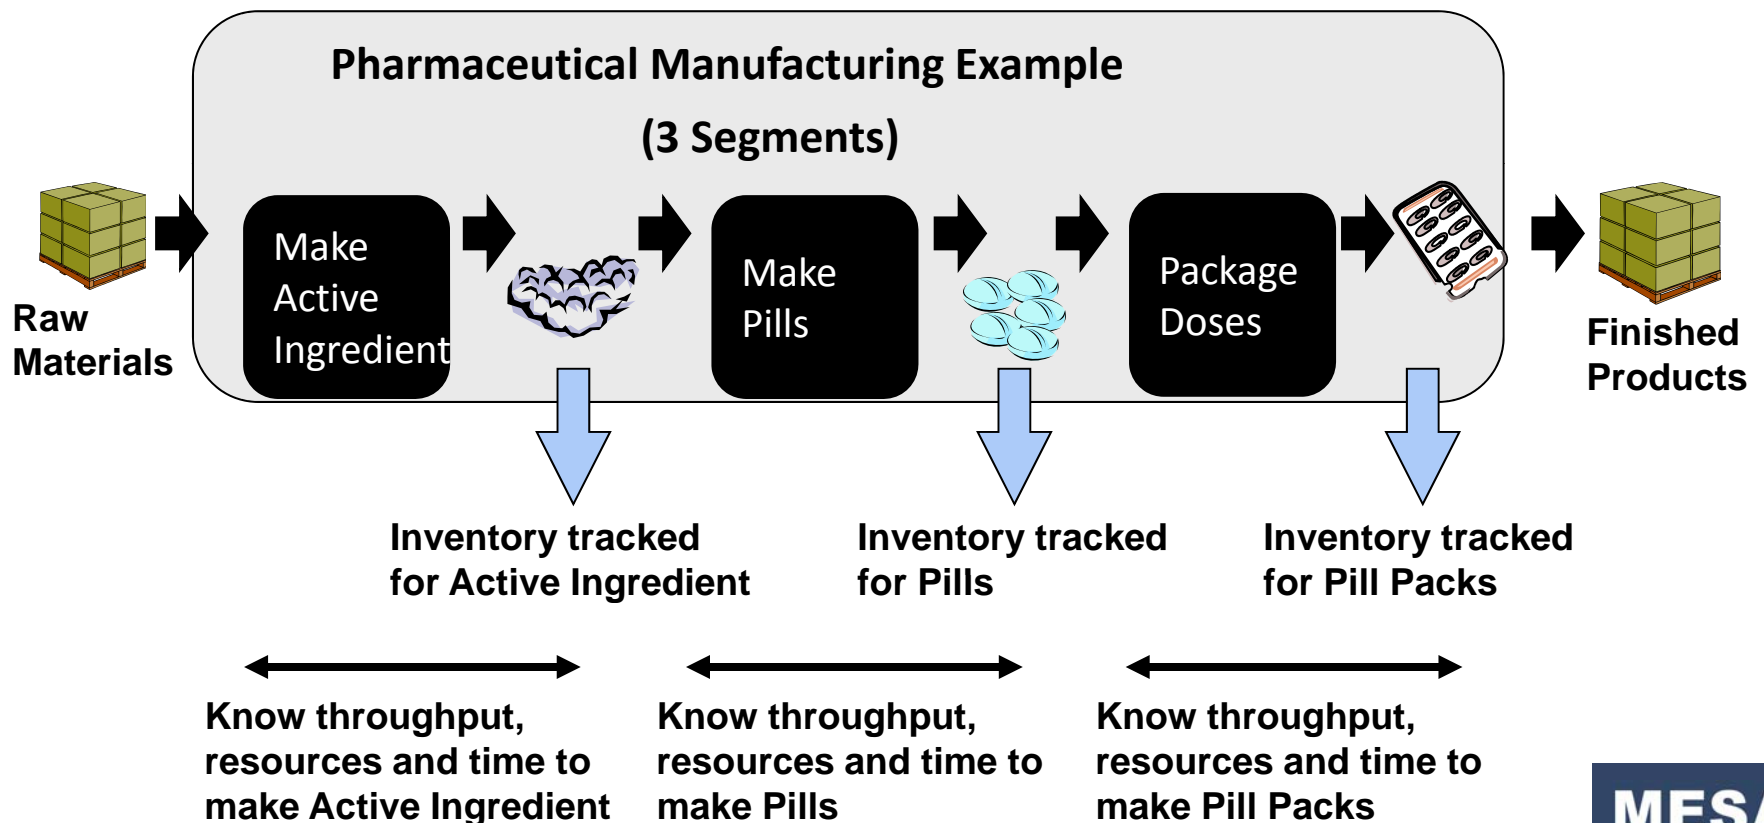 Pharmaceutical Manufacturing Example
(3 Segments)
Make
Active
Ingredient
Make
Pills
Package
Doses
Raw
Materials
Finished
Products
Inventory tracked
for Active Ingredient
Inventory tracked
for Pills
Inventory tracked
for Pill Packs
Know throughput,
resources and time to
make Active Ingredient
Know throughput,
resources and time to
make Pills
Know throughput,
resources and time to
make Pill Packs
MESA